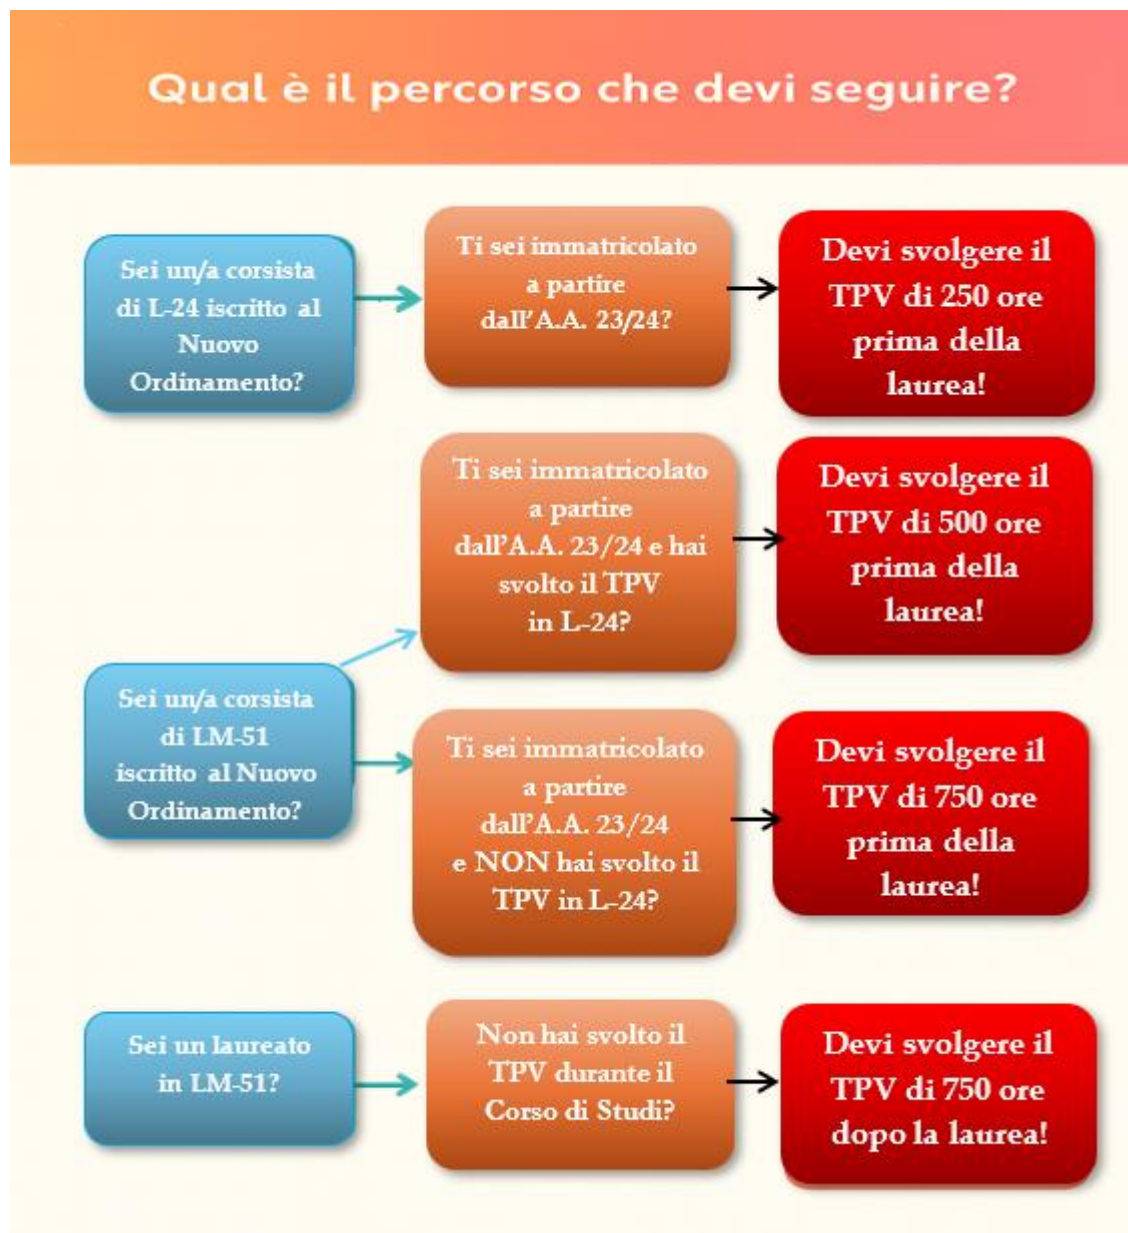 Qual è il percorso che devi seguire?
Sei un/a corsista
di L-24 iscritto al
Nuovo
Ordinamento?
Ti sei immatricolato
a partire
dall'A.A. 23/24?
Devi svolgere il
TPV di 250 ore
prima della
laurea!
Ti sei immatricolato
a partire
dall'A.A. 23/24 e hai
svolto il TPV
in L-24?
Devi svolgere il
TPV di 500 ore
prima della
laurea!
Sei un/a corsista
di LM-51
iscritto al Nuovo
Ordinamento?
Ti sei immatricolato
a partire
dall'A.A. 23/24
e NON hai svolto il
TPV in L-24?
Devi svolgere il
TPV di 750 ore
prima della
laurea!
Sei un laureato
in LM-51?
Non hai svolto il
TPV durante il
Corso di Studi?
Devi svolgere il
TPV di 750 ore
dopo la laurea!